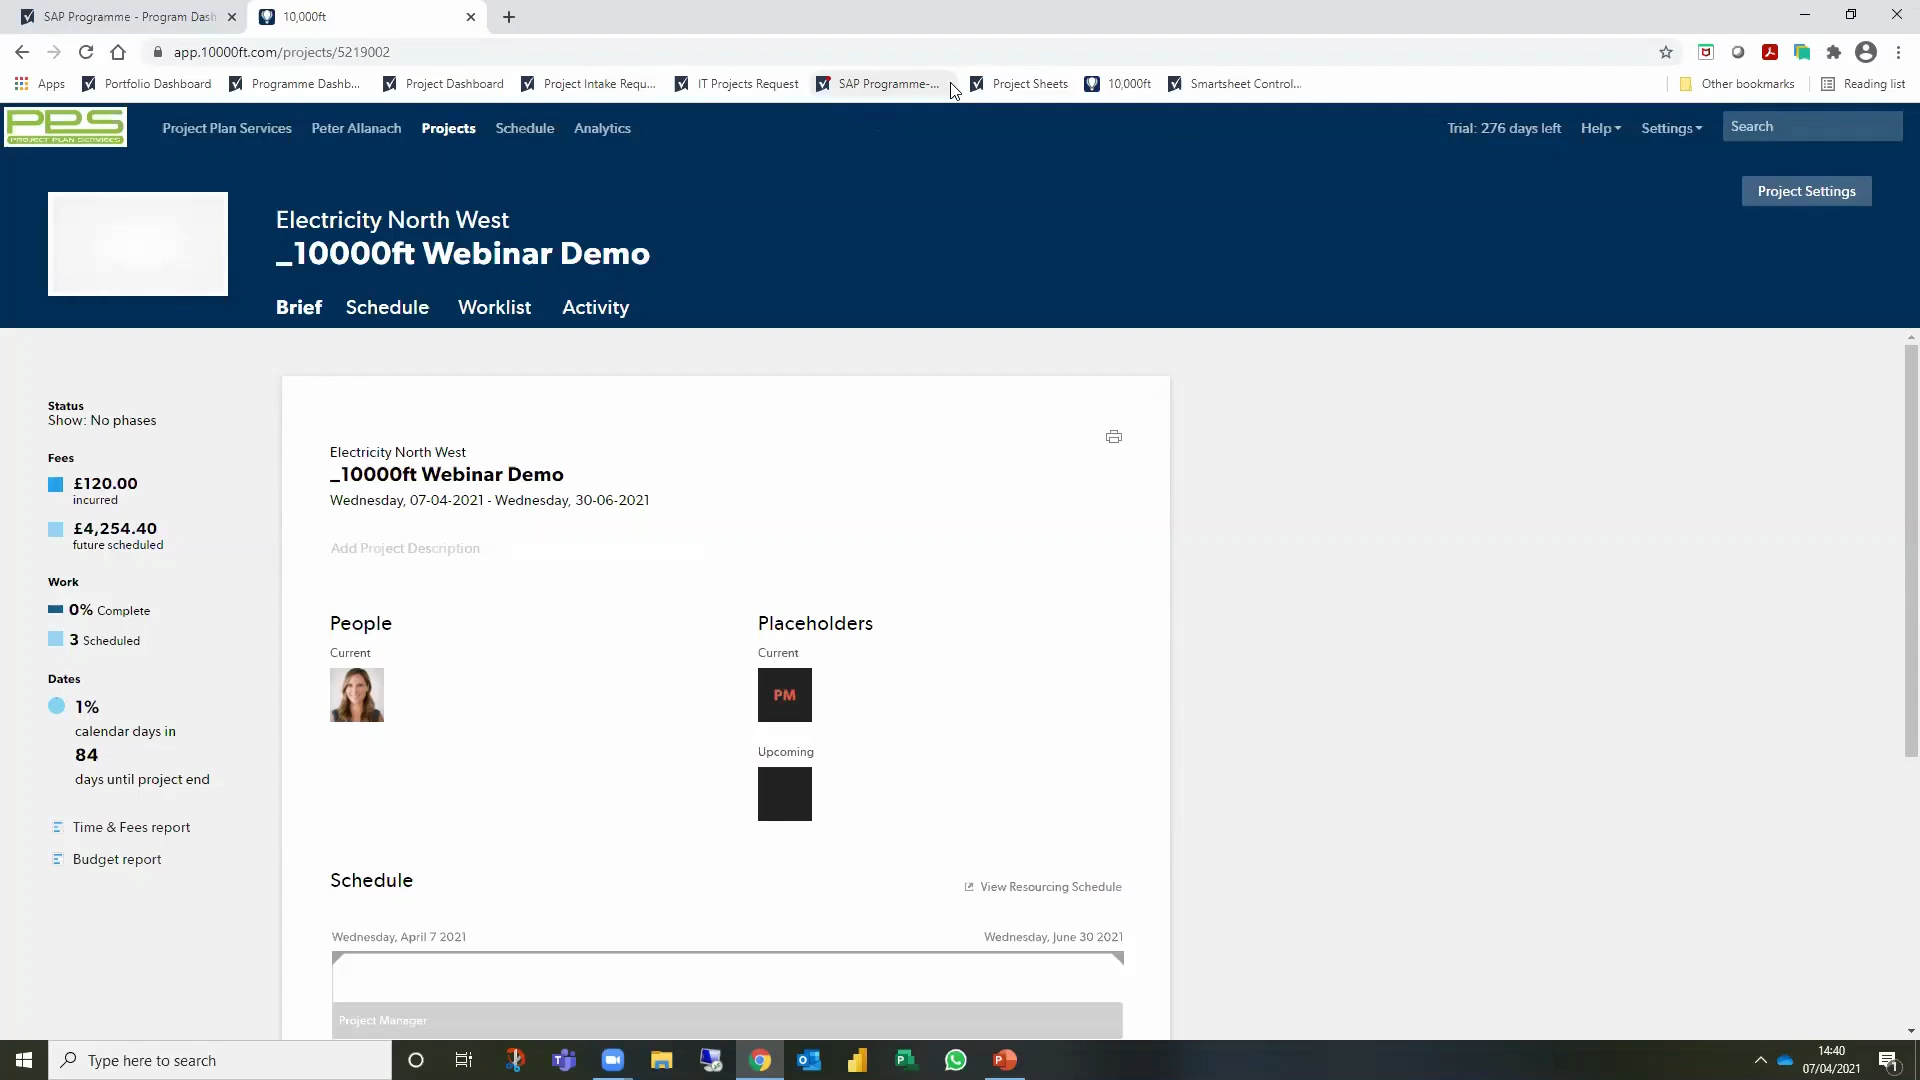 SAP Programme - Program Dash
10,000ft
app.10000ft.com/projects/5219002
Apps
Portfolio Dashboard
Programme Dashb...
Project Dashboard
Project Intake Requ...
IT Projects Request
SAP Programme-...
Project Sheets
10,000ft
Smartsheet Control...
Other bookmarks
Reading list
PPS
PROJECT PLAN SERVICES
Project Plan Services
Peter Allanach
Projects
Schedule
Analytics
Trial: 276 days left
Help
Settings
Search
Project Settings
Electricity North West
_10000ft Webinar Demo
Brief
Schedule
Worklist
Activity
Status
Show: No phases
Fees
£120.00
incurred
£4,254.40
future scheduled
Work
0% Complete
3 Scheduled
Dates
1%
calendar days in
84
days until project end
Time & Fees report
Budget report
Electricity North West
_10000ft Webinar Demo
Wednesday, 07-04-2021 - Wednesday, 30-06-2021
Add Project Description
People
Current
Placeholders
Current
PM
Upcoming
Schedule
View Resourcing Schedule
Wednesday, April 7 2021
Wednesday, June 30 2021
Project Manager
Type here to search
14:40
07/04/2021
1